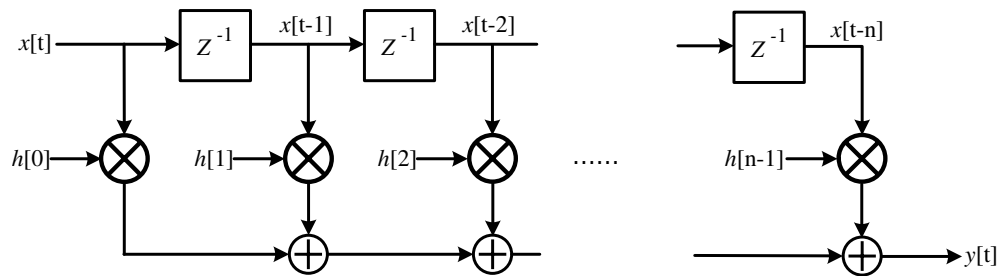 x[t] Z⁻¹ x[t-1] Z⁻¹ x[t-2] Z⁻¹ x[t-n]
h[0] h[1] h[2] ...... h[n-1]
y[t]